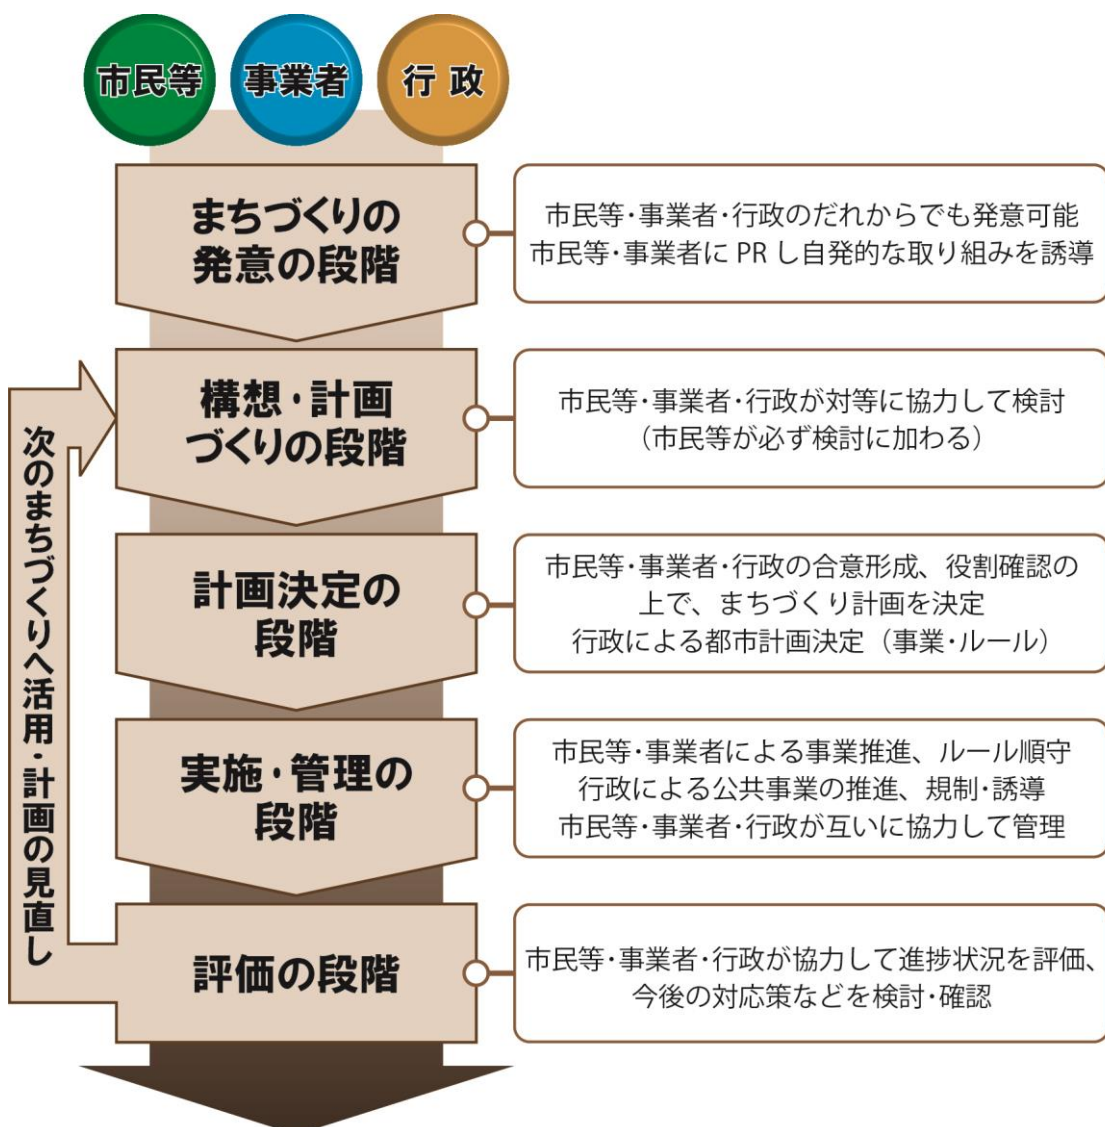 市民等
事業者
行政
まちづくりの
発意の段階
市民等・事業者・行政のだれからでも発意可能
市民等・事業者に PR し自発的な取り組みを誘導
構想・計画
づくりの段階
市民等・事業者・行政が対等に協力して検討
（市民等が必ず検討に加わる）
計画決定の
段階
市民等・事業者・行政の合意形成、役割確認の
上で、まちづくり計画を決定
行政による都市計画決定（事業・ルール）
実施・管理の
段階
市民等・事業者による事業推進、ルール順守
行政による公共事業の推進、規制・誘導
市民等・事業者・行政が互いに協力して管理
評価の段階
市民等・事業者・行政が協力して進捗状況を評価、
今後の対応策などを検討・確認
次のまちづくりへ活用・計画の見直し